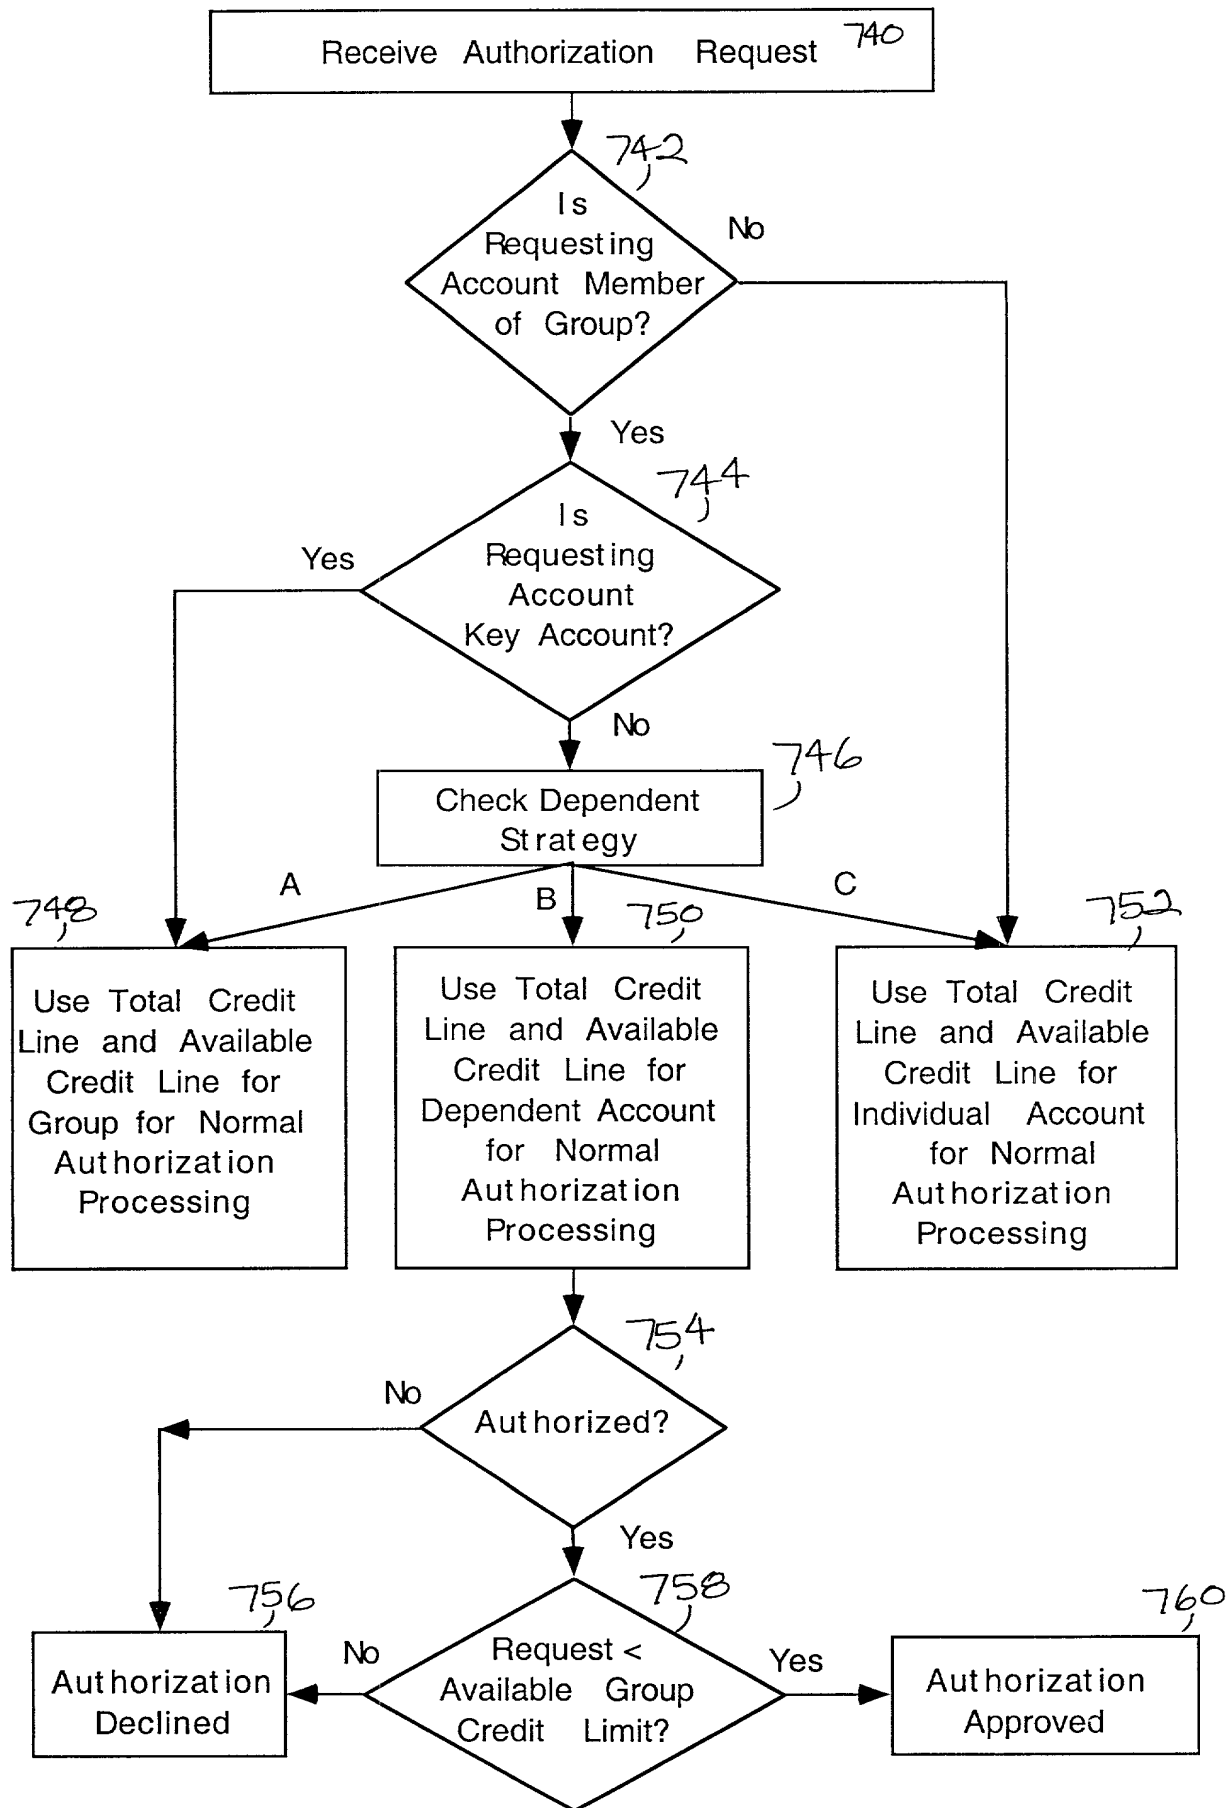 Receive Authorization Request 740
742
Is
Requesting
Account Member
of Group?
No
Yes
744
Is
Requesting
Account
Key Account?
Yes
No
746
Check Dependent
Strategy
A
B
C
748
Use Total Credit
Line and Available
Credit Line for
Group for Normal
Authorization
Processing
750
Use Total Credit
Line and Available
Credit Line for
Dependent Account
for Normal
Authorization
Processing
752
Use Total Credit
Line and Available
Credit Line for
Individual Account
for Normal
Authorization
Processing
754
Authorized?
No
Yes
756
Authorization
Declined
758
Request <
Available Group
Credit Limit?
No
Yes
760
Authorization
Approved